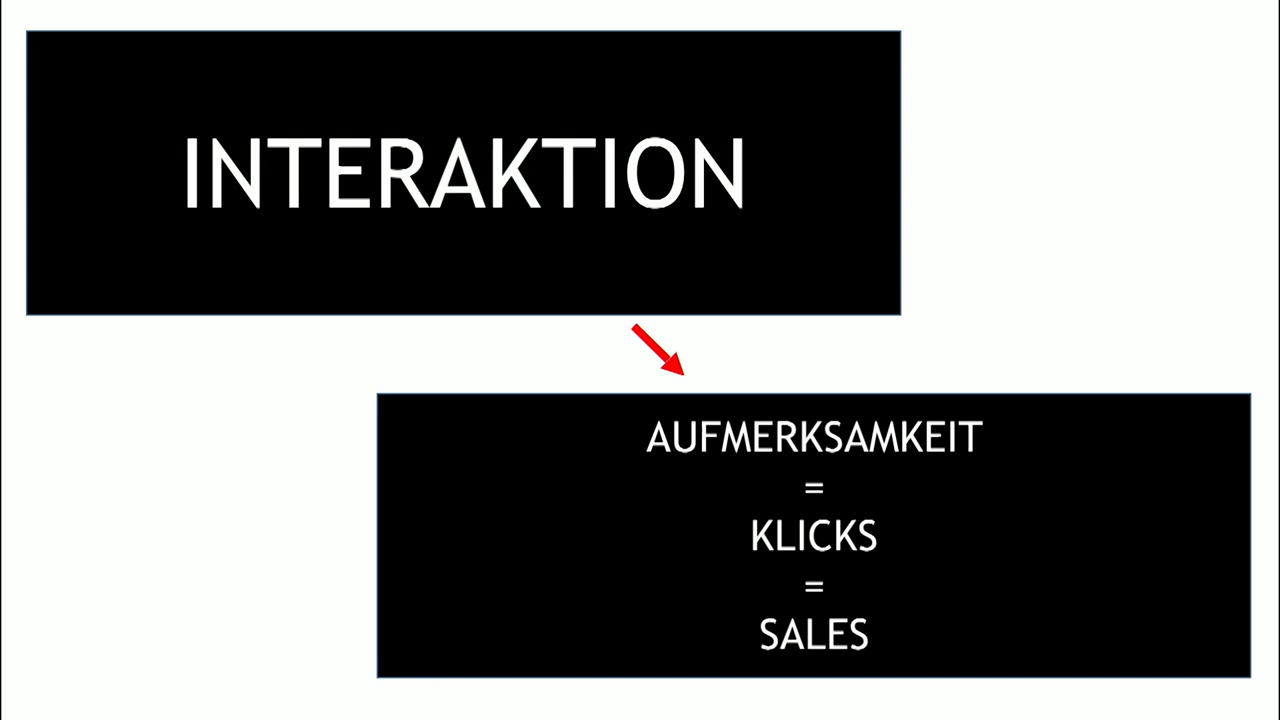 INTERAKTION
AUFMERKSAMKEIT
=
KLICKS
=
SALES